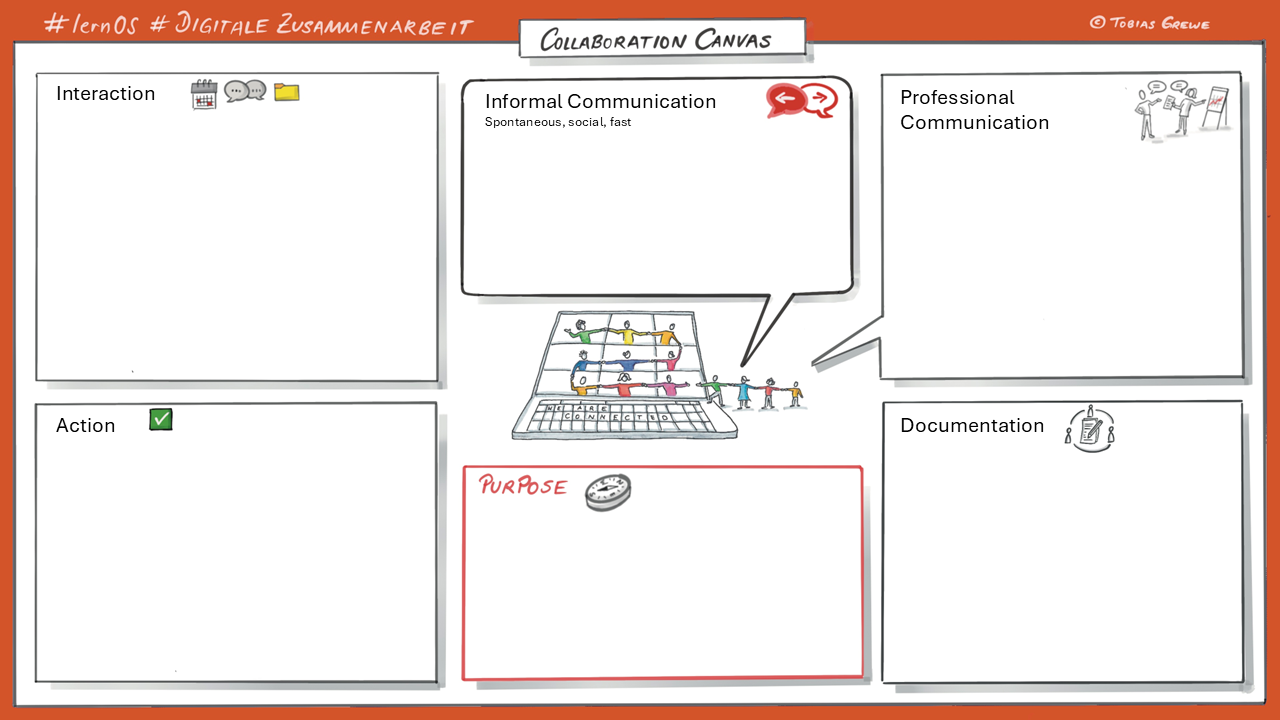 #lernOS #DIGITALE ZUSAMMENARBEIT
COLLABORATION CANVAS
© TOBIAS GREWE
Interaction
Informal Communication
Spontaneous, social, fast
Professional
Communication
WE ARE
CONNECTED
Action
PURPOSE
Documentation